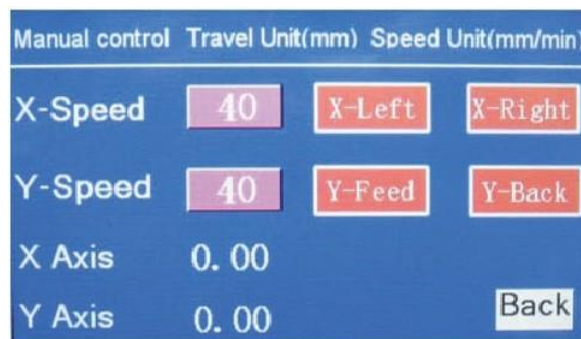 Manual control Travel Unit(mm) Speed Unit(mm/min)
X-Speed 40 X-Left X-Right
Y-Speed 40 Y-Feed Y-Back
X Axis 0.00
Y Axis 0.00
Back